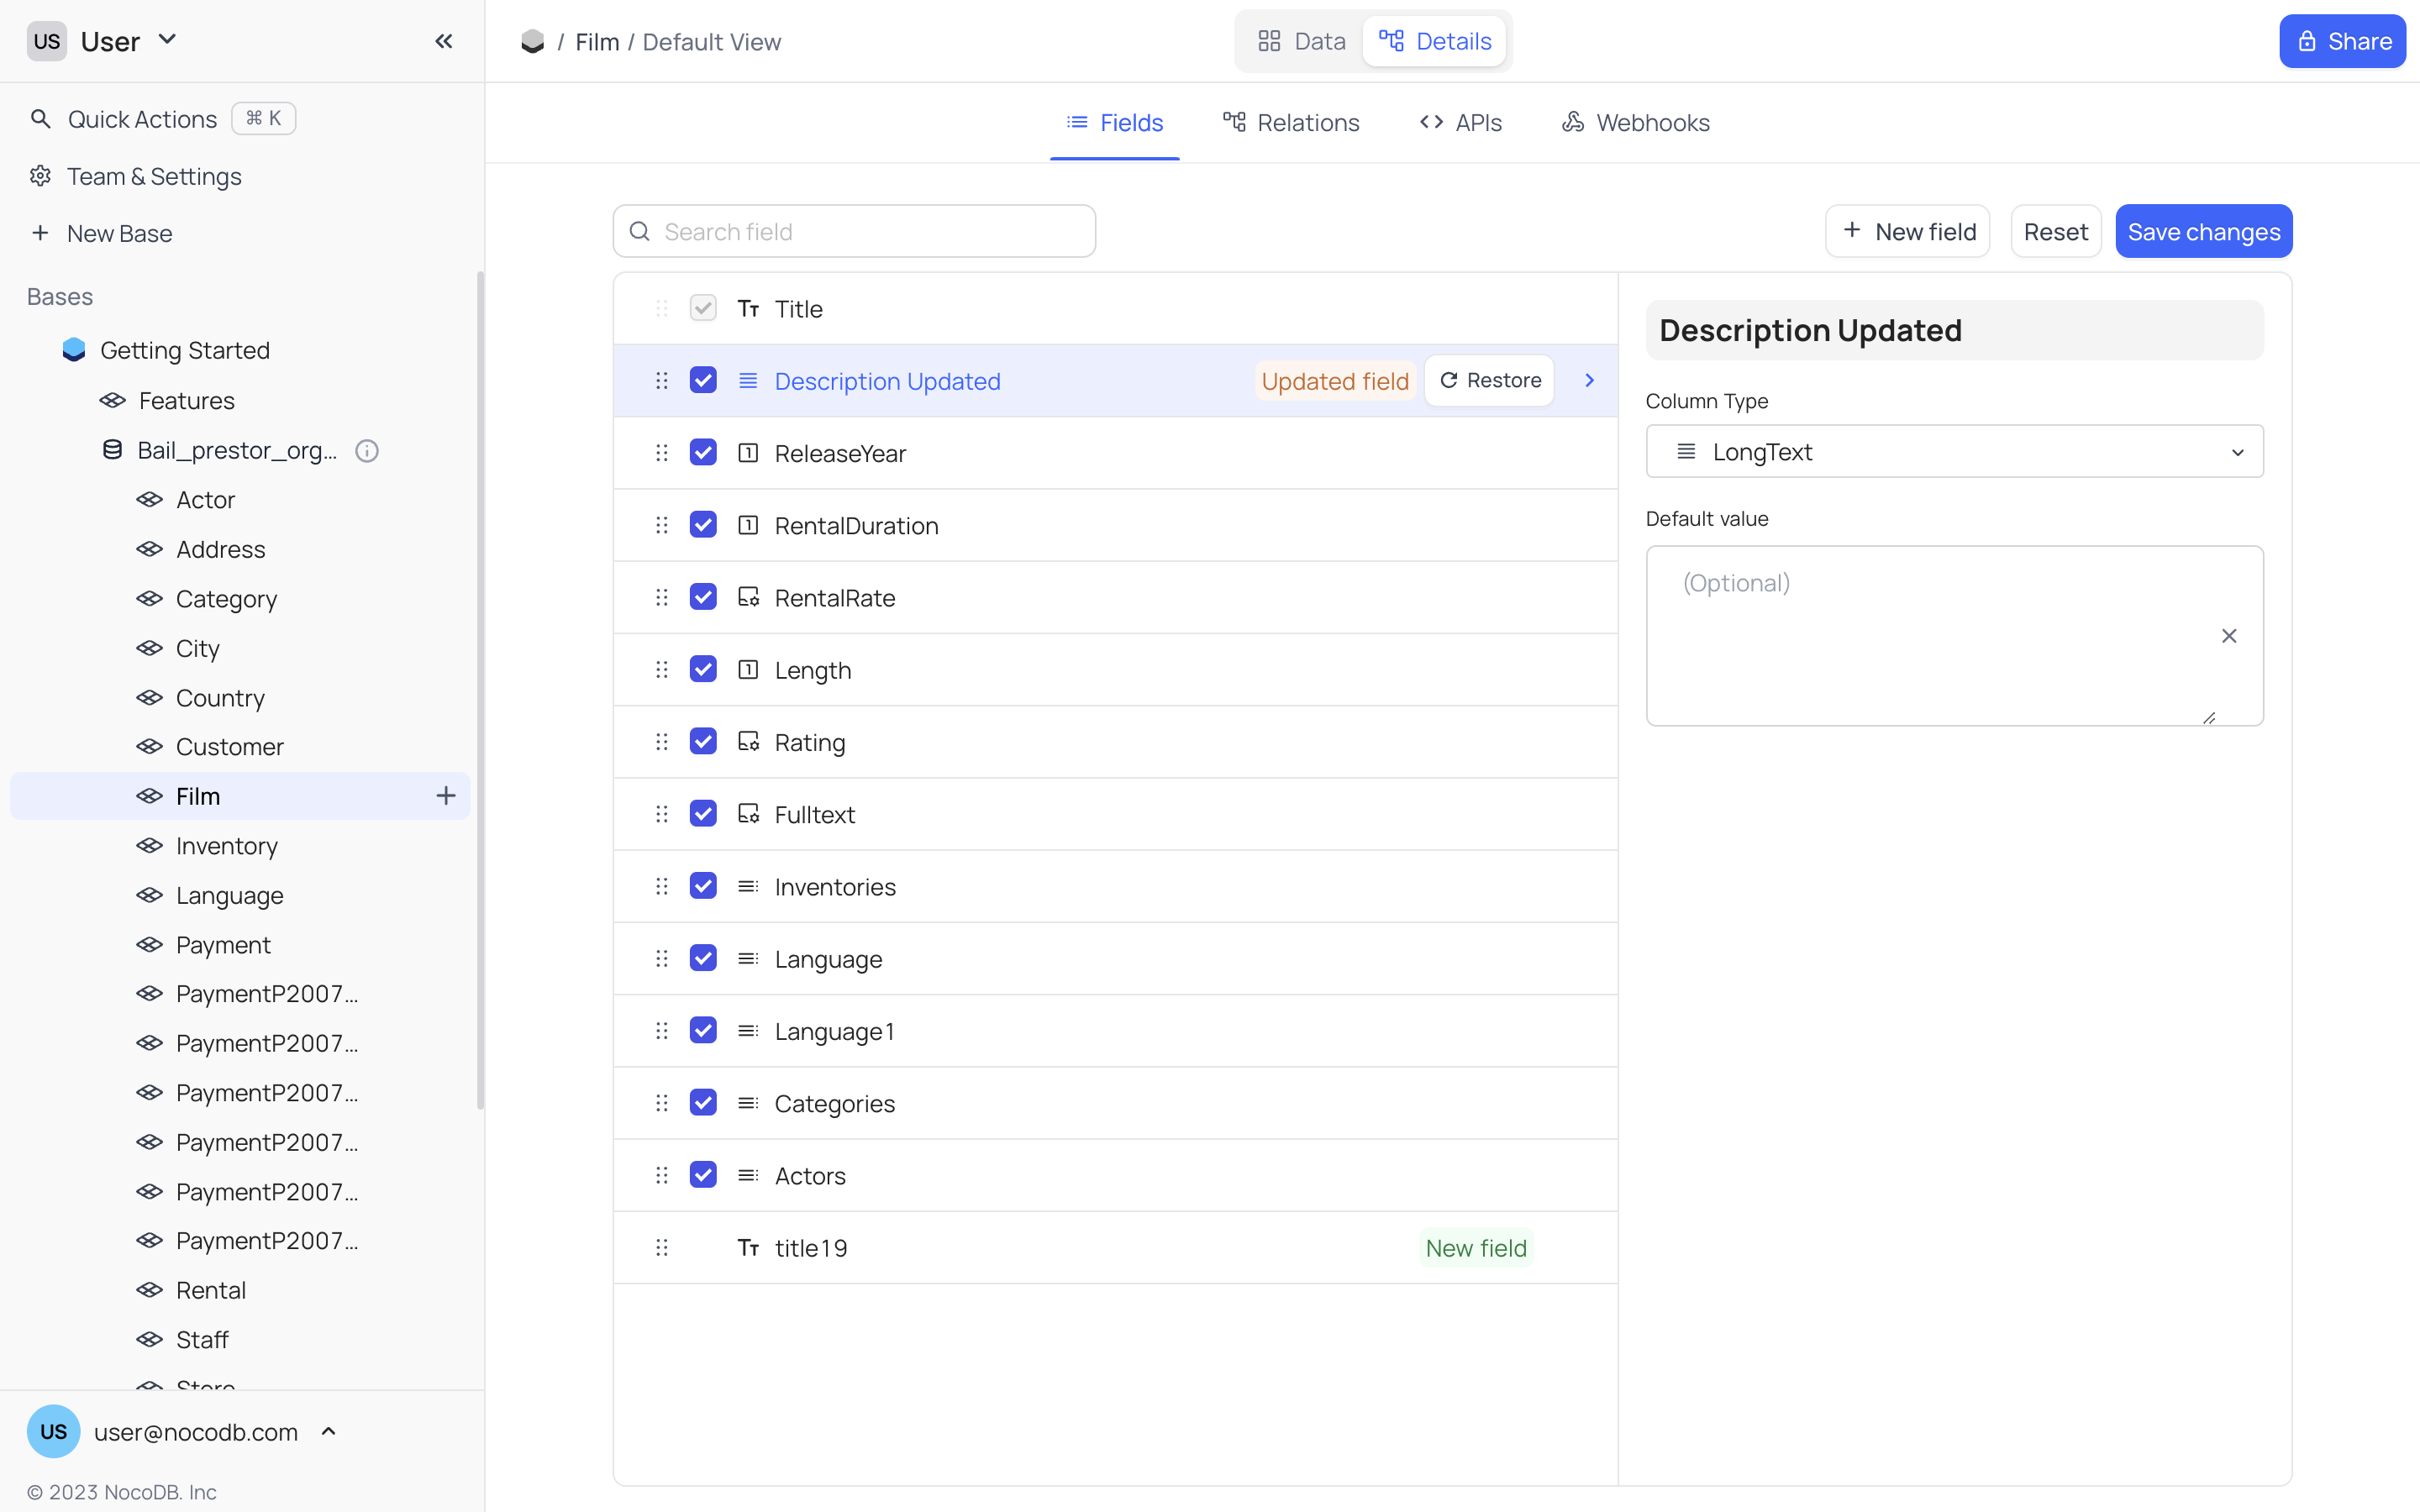 US User
Quick Actions ⌘ K
Team & Settings
New Base
Bases
Getting Started
Features
Bail_prestor_org...
Actor
Address
Category
City
Country
Customer
Film
Inventory
Language
Payment
PaymentP2007...
PaymentP2007...
PaymentP2007...
PaymentP2007...
PaymentP2007...
PaymentP2007...
Rental
Staff
Store
US user@nocodb.com
© 2023 NocoDB. Inc
/ Film / Default View
Data Details
Share
Fields Relations APIs Webhooks
Search field
New field Reset Save changes
Title
Description Updated Updated field Restore
ReleaseYear
RentalDuration
RentalRate
Length
Rating
Fulltext
Inventories
Language
Language1
Categories
Actors
title19 New field
Description Updated
Column Type
LongText
Default value
(Optional)